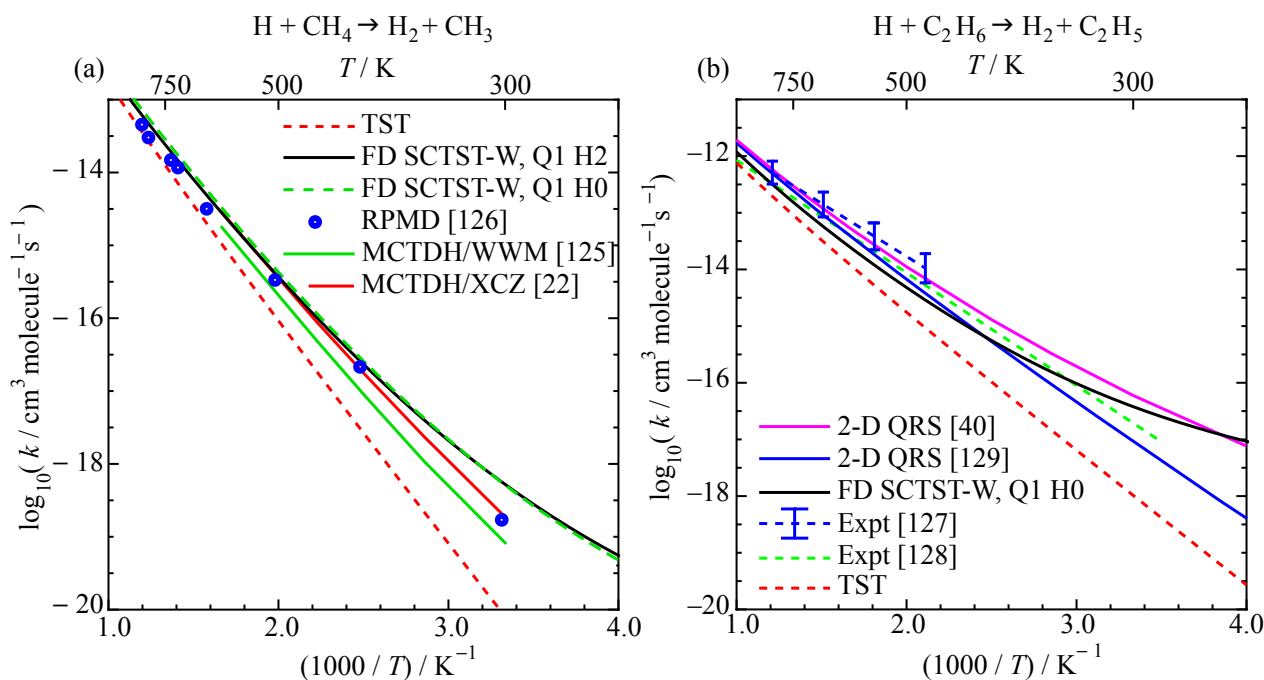 H + CH₄ → H₂ + CH₃
(a)
T / K
750
500
300
− 14
− 16
− 18
− 20
log₁₀( k / cm³ molecule⁻¹ s⁻¹)
TST
FD SCTST-W, Q1 H2
FD SCTST-W, Q1 H0
RPMD [126]
MCTDH/WWM [125]
MCTDH/XCZ [22]
1.0
2.0
3.0
4.0
(1000 / T) / K⁻¹
H + C₂H₆ → H₂ + C₂H₅
(b)
T / K
750
500
300
−12
−14
−16
−18
−20
log₁₀( k / cm³ molecule⁻¹ s⁻¹)
2-D QRS [40]
2-D QRS [129]
FD SCTST-W, Q1 H0
Expt [127]
Expt [128]
TST
1.0
2.0
3.0
4.0
(1000 / T) / K⁻¹